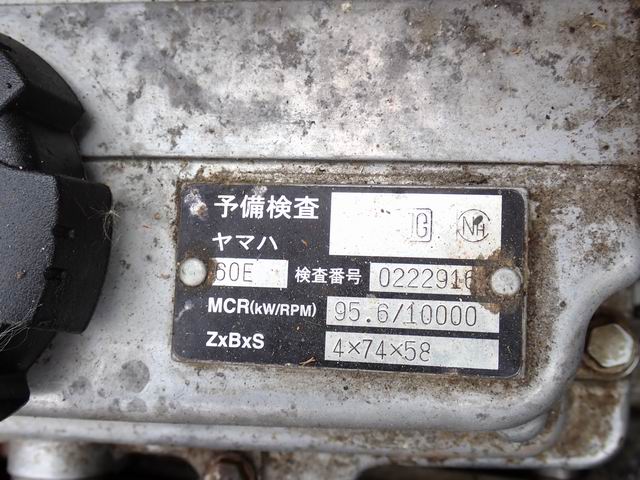 予備検査
G NH
ヤマハ
60E 検査番号 0222916
MCR(kW/RPM) 95.6/10000
ZxBxS 4×74×58